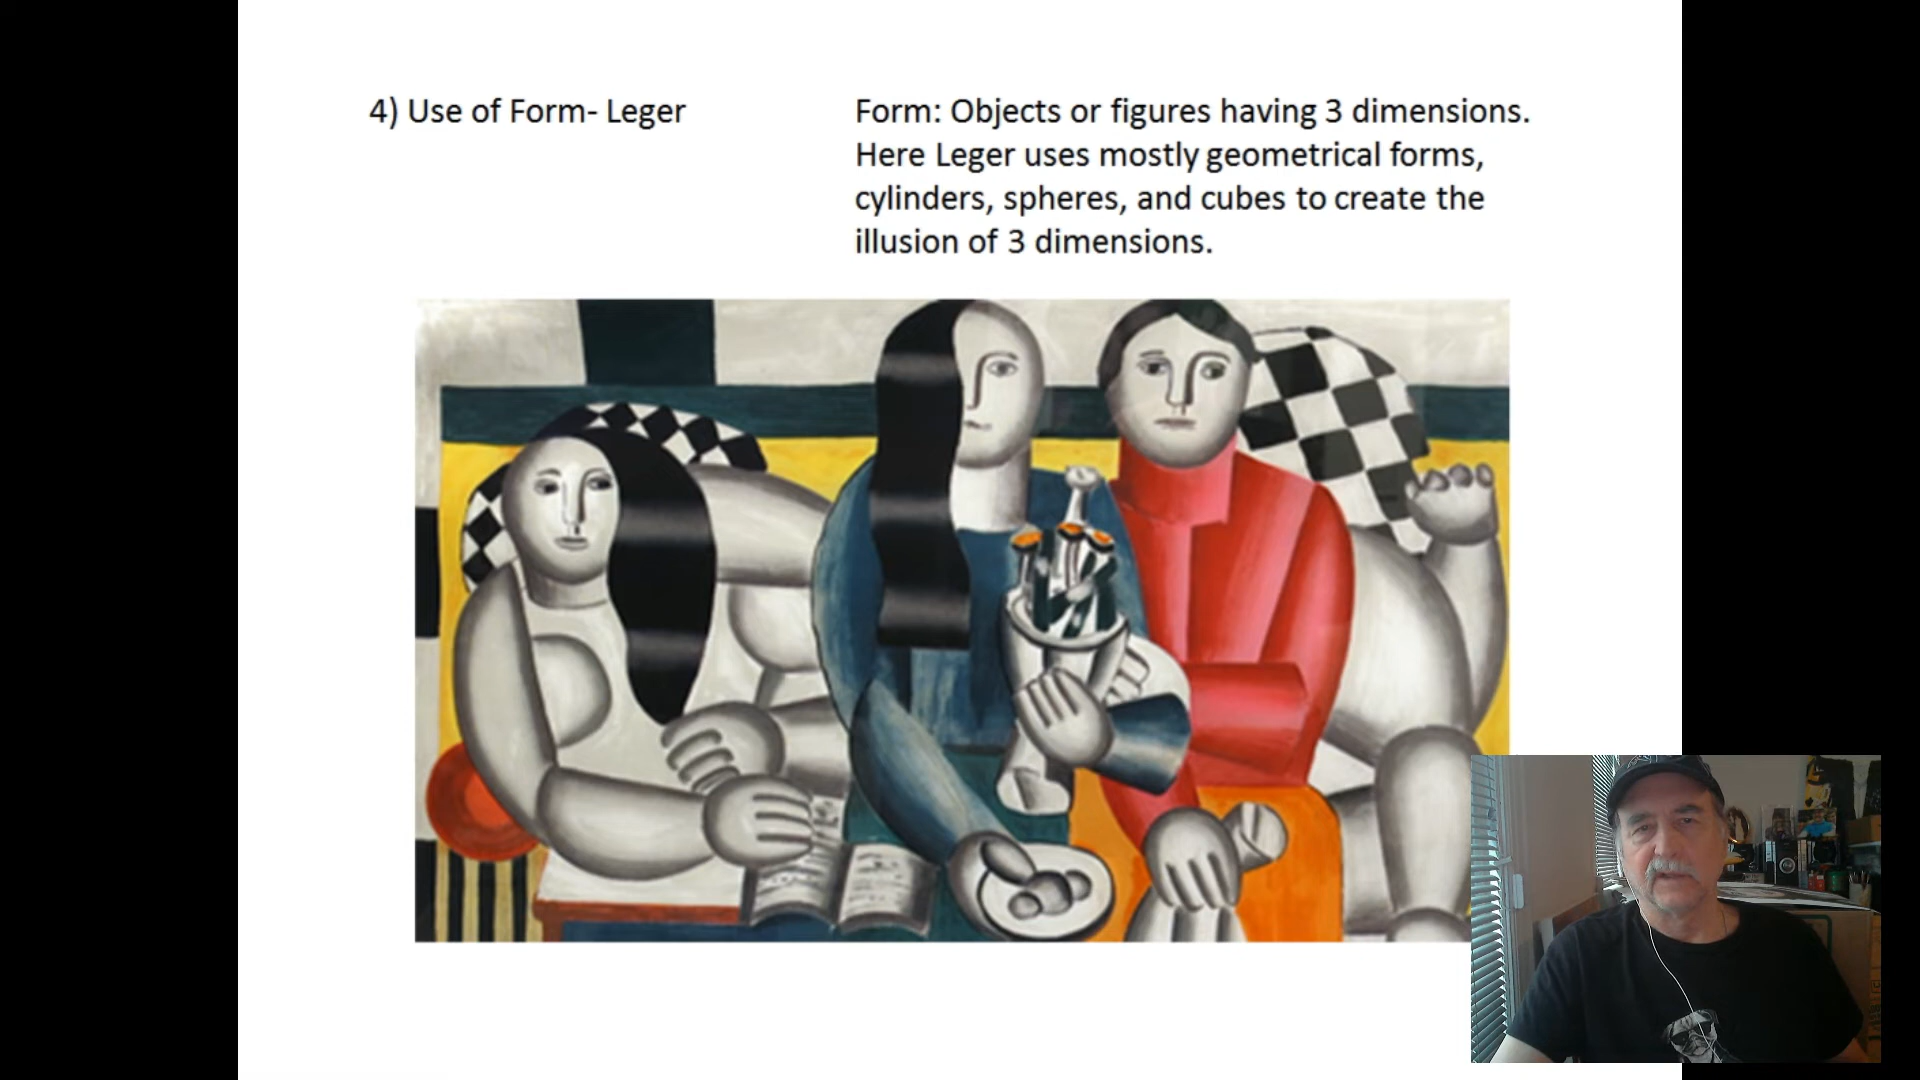 4) Use of Form- Leger
Form: Objects or figures having 3 dimensions.
Here Leger uses mostly geometrical forms,
cylinders, spheres, and cubes to create the
illusion of 3 dimensions.